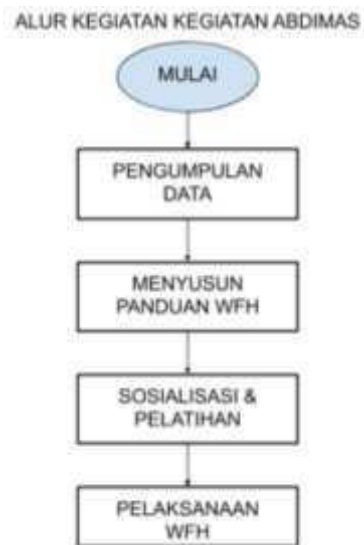 ALUR KEGIATAN KEGIATAN ABDIMAS
MULAI
PENGUMPULAN
DATA
MENYUSUN
PANDUAN WFH
SOSIALISASI &
PELATIHAN
PELAKSANAAN
WFH